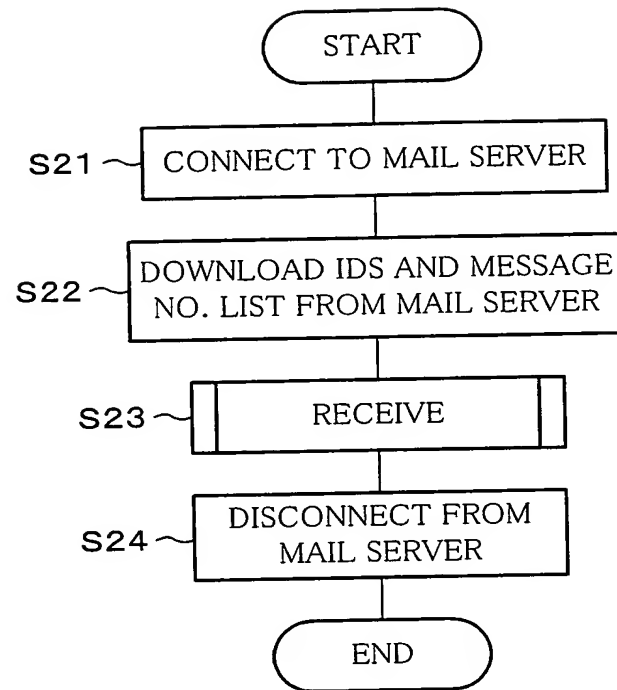 START
S21 CONNECT TO MAIL SERVER
S22 DOWNLOAD IDS AND MESSAGE
NO. LIST FROM MAIL SERVER
S23 RECEIVE
S24 DISCONNECT FROM
MAIL SERVER
END